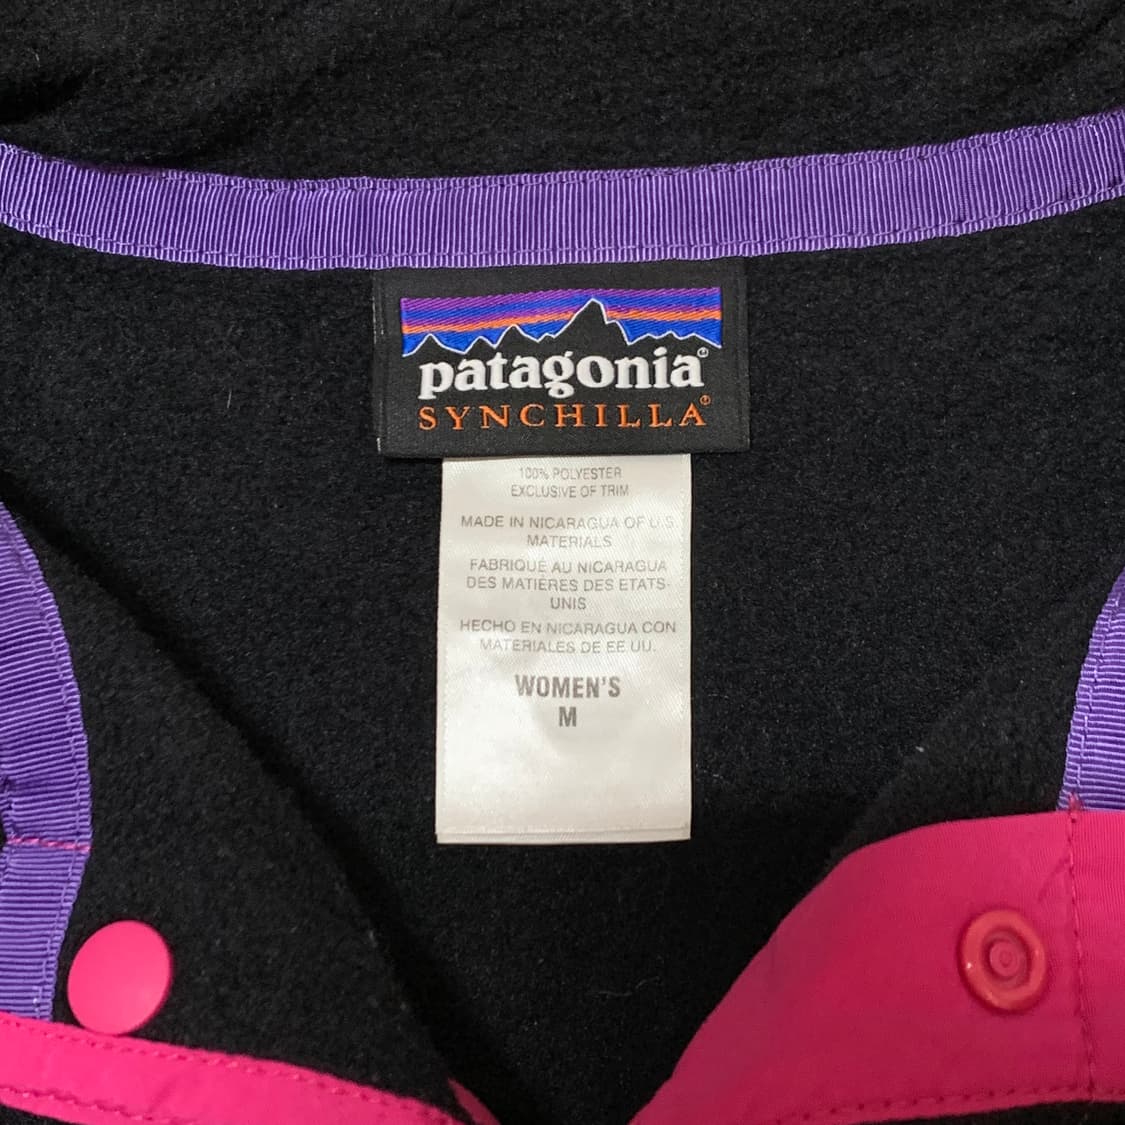 patagonia®
SYNCHILLA®
100% POLYESTER
EXCLUSIVE OF TRIM
MADE IN NICARAGUA OF U.S.
MATERIALS
FABRIQUÉ AU NICARAGUA
DES MATIÈRES DES ETATS-
UNIS
HECHO EN NICARAGUA CON
MATERIALES DE EE UU.
WOMEN'S
M